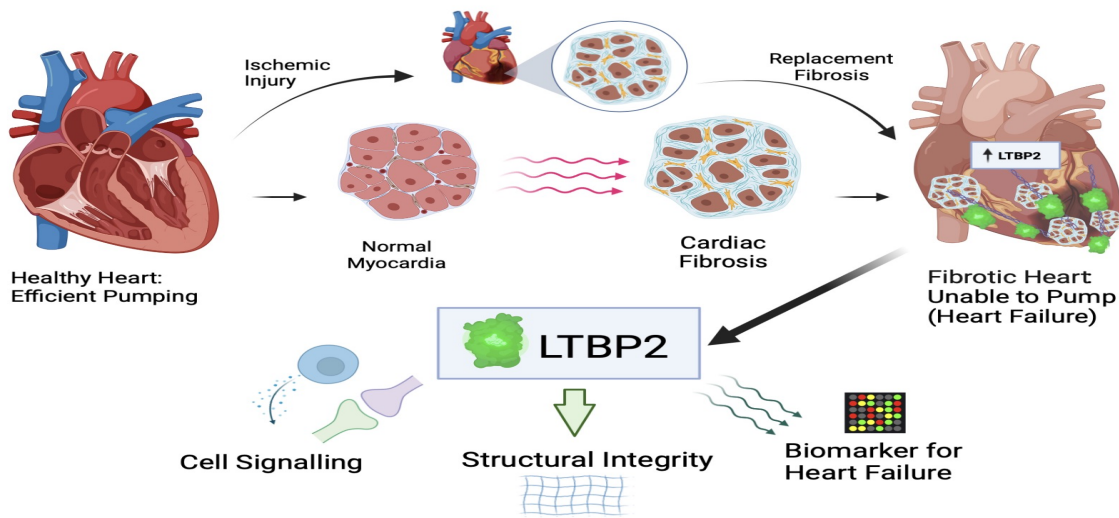 Ischemic
Injury
Replacement
Fibrosis
↑ LTBP2
Normal
Myocardia
Cardiac
Fibrosis
Healthy Heart:
Efficient Pumping
Fibrotic Heart
Unable to Pump
(Heart Failure)
LTBP2
Cell Signalling
Structural Integrity
Biomarker for
Heart Failure